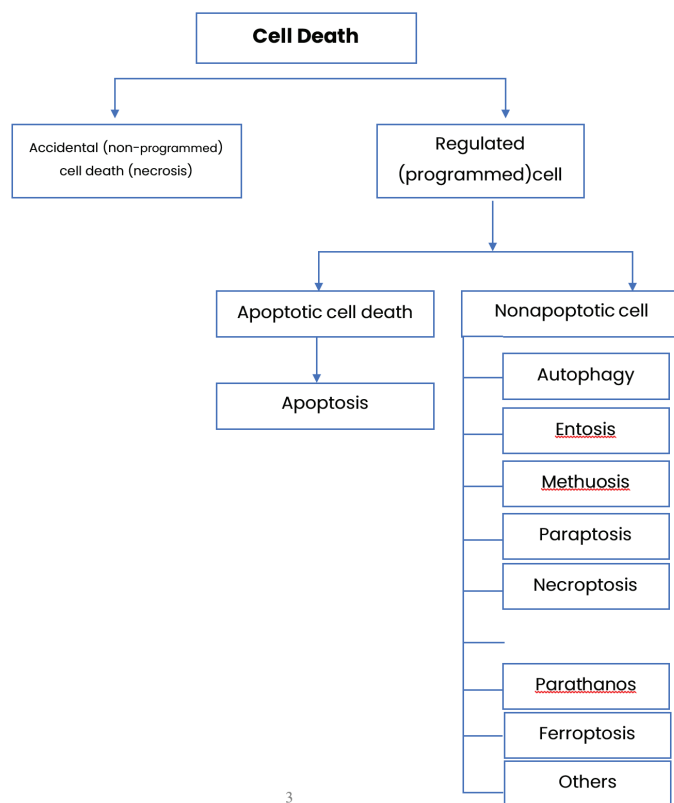 Cell Death
Accidental (non-programmed)
cell death (necrosis)
Regulated
(programmed)cell
Apoptotic cell death
Nonapoptotic cell
Apoptosis
Autophagy
Entosis
Methuosis
Paraptosis
Necroptosis
Parathanos
Ferroptosis
Others
3